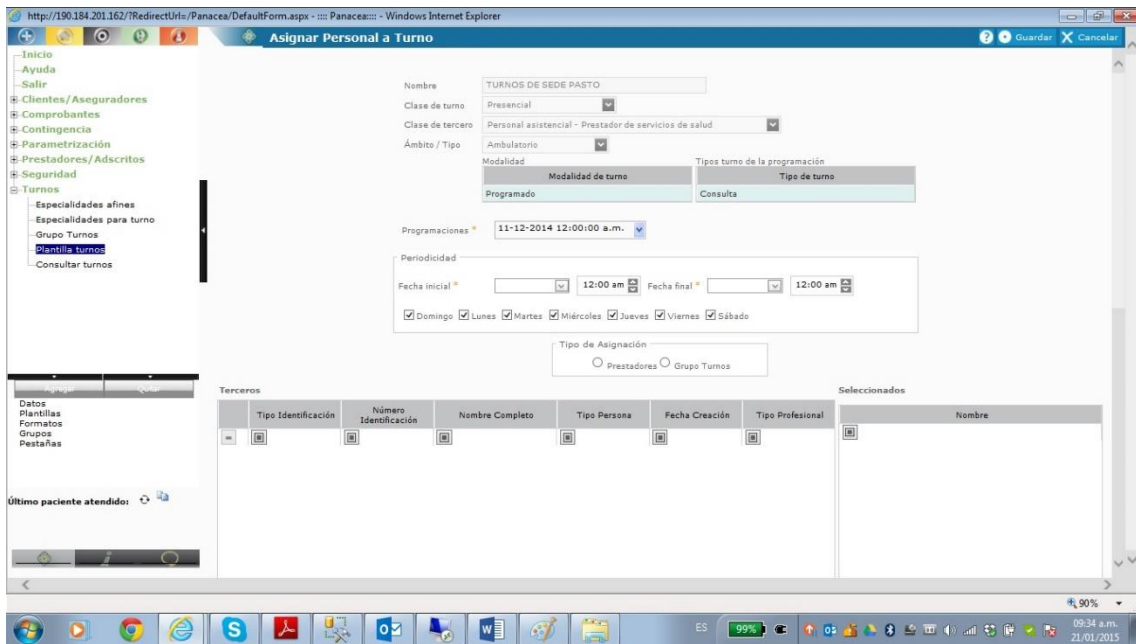 http://190.184.201.162/?RedirectUrl=/Panacea/DefaultForm.aspx - :::: Panacea:::: - Windows Internet Explorer
Asignar Personal a Turno
Guardar
Cancelar
Inicio
Ayuda
Salir
Clientes/Aseguradores
Comprobantes
Contingencia
Parametrización
Prestadores/Adscritos
Seguridad
Turnos
Especialidades afines
Especialidades para turno
Grupo Turnos
Plantilla turnos
Consultar turnos
Nombre TURNOS DE SEDE PASTO
Clase de turno Presencial
Clase de tercero Personal asistencial - Prestador de servicios de salud
Ámbito / Tipo Ambulatorio
Modalidad Tipos turno de la programación
Modalidad de turno Tipo de turno
Programado Consulta
Programaciones * 11-12-2014 12:00:00 a.m.
Periodicidad
Fecha inicial * 12:00 am Fecha final * 12:00 am
Domingo Lunes Martes Miércoles Jueves Viernes Sábado
Tipo de Asignación
Prestadores Grupo Turnos
Agregar Quitar
Datos
Plantillas
Formatos
Grupos
Pestañas
Último paciente atendido:
Terceros Seleccionados
Tipo Identificación Número Identificación Nombre Completo Tipo Persona Fecha Creación Tipo Profesional Nombre
90%
ES 99% 09:34 a.m.
21/01/2015